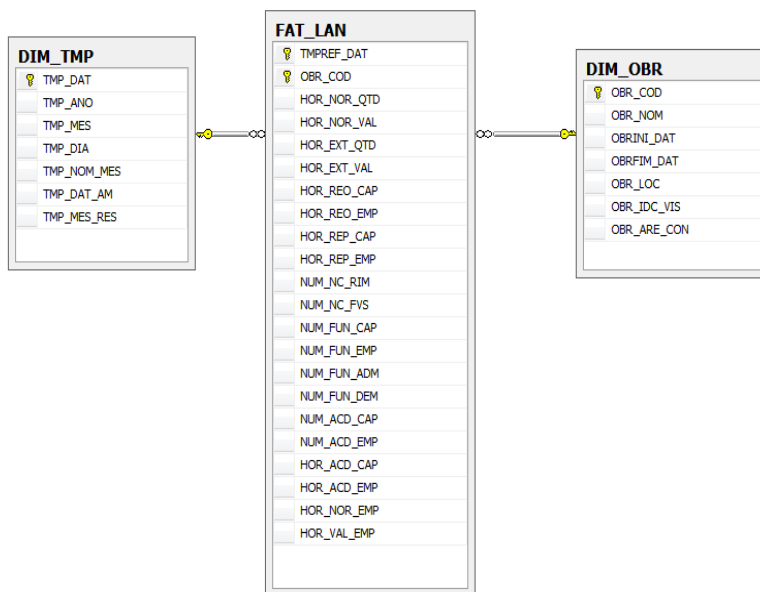 DIM_TMP
TMP_DAT
TMP_ANO
TMP_MES
TMP_DIA
TMP_NOM_MES
TMP_DAT_AM
TMP_MES_RES
FAT_LAN
TMPREF_DAT
OBR_COD
HOR_NOR_QTD
HOR_NOR_VAL
HOR_EXT_QTD
HOR_EXT_VAL
HOR_REO_CAP
HOR_REO_EMP
HOR_REP_CAP
HOR_REP_EMP
NUM_NC_RIM
NUM_NC_FVS
NUM_FUN_CAP
NUM_FUN_EMP
NUM_FUN_ADM
NUM_FUN_DEM
NUM_ACD_CAP
NUM_ACD_EMP
HOR_ACD_CAP
HOR_ACD_EMP
HOR_NOR_EMP
HOR_VAL_EMP
DIM_OBR
OBR_COD
OBR_NOM
OBRINI_DAT
OBRFIM_DAT
OBR_LOC
OBR_IDC_VIS
OBR_ARE_CON